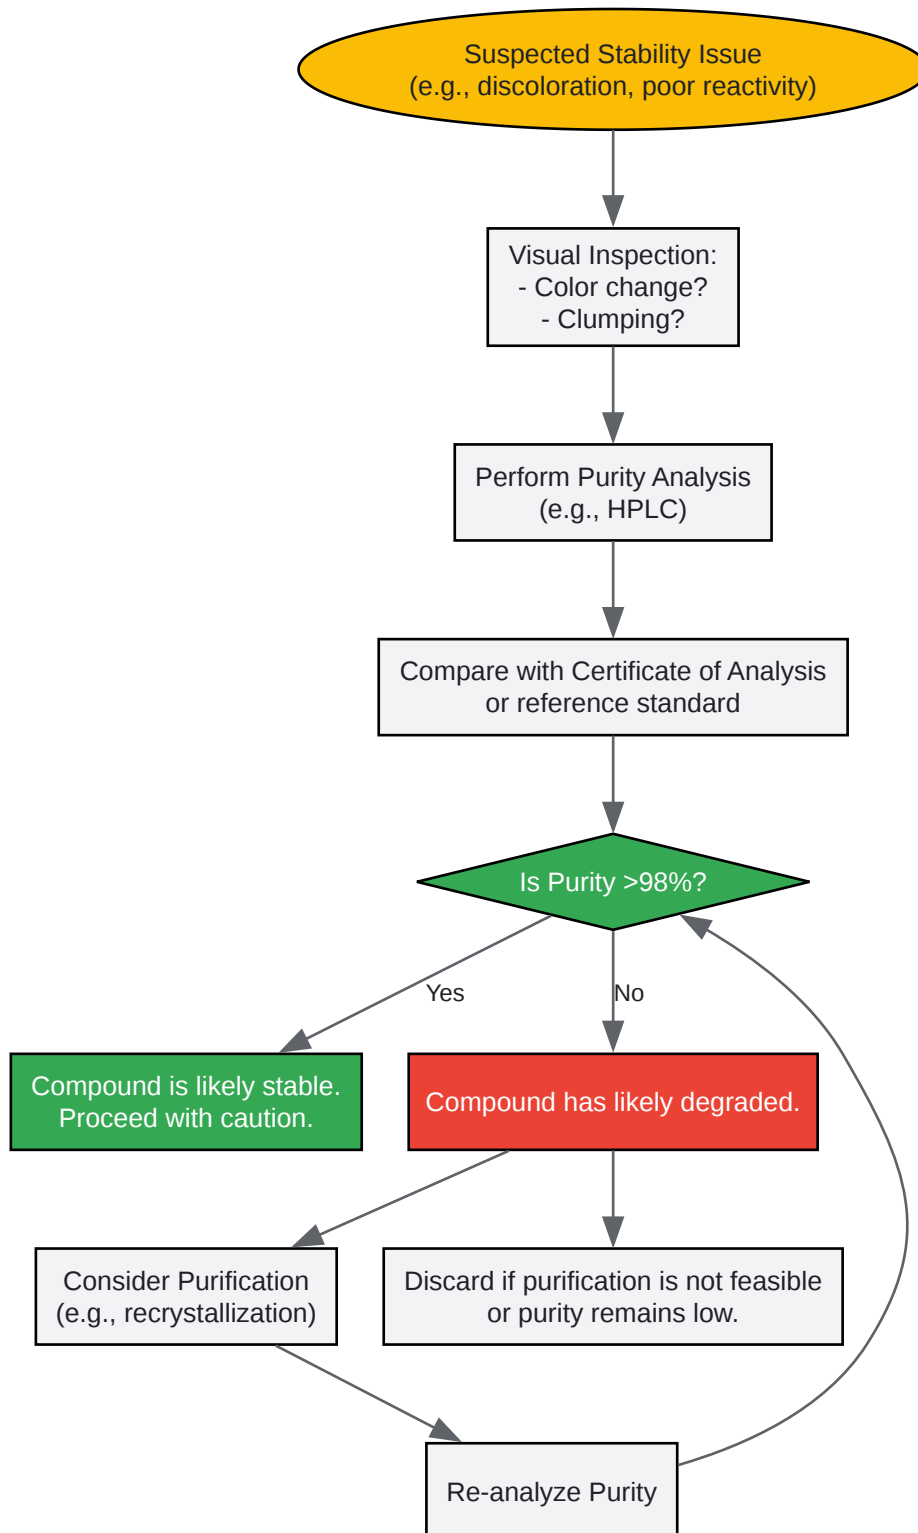 Suspected Stability Issue
(e.g., discoloration, poor reactivity)
Visual Inspection:
- Color change?
- Clumping?
Perform Purity Analysis
(e.g., HPLC)
Compare with Certificate of Analysis
or reference standard
Is Purity >98%?
Yes
No
Compound is likely stable.
Proceed with caution.
Compound has likely degraded.
Consider Purification
(e.g., recrystallization)
Discard if purification is not feasible
or purity remains low.
Re-analyze Purity